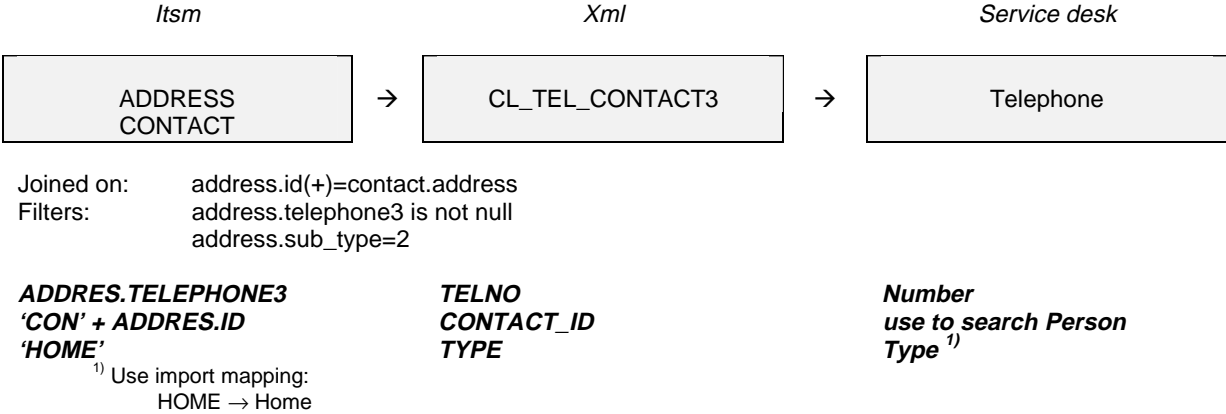 Itsm Xml Service desk
ADDRESS → CL_TEL_CONTACT3 → Telephone
CONTACT
Joined on: address.id(+)=contact.address
Filters: address.telephone3 is not null
address.sub_type=2
ADDRES.TELEPHONE3 TELNO Number
‘CON’ + ADDRES.ID CONTACT_ID use to search Person
‘HOME’ TYPE Type 1)
1) Use import mapping:
HOME → Home